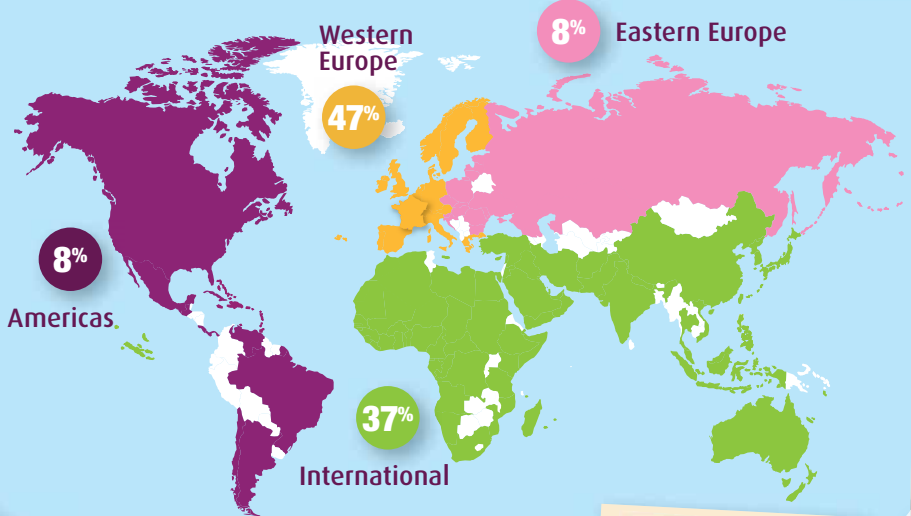 Western
Europe
47%
8%
Eastern Europe
8%
Americas
37%
International